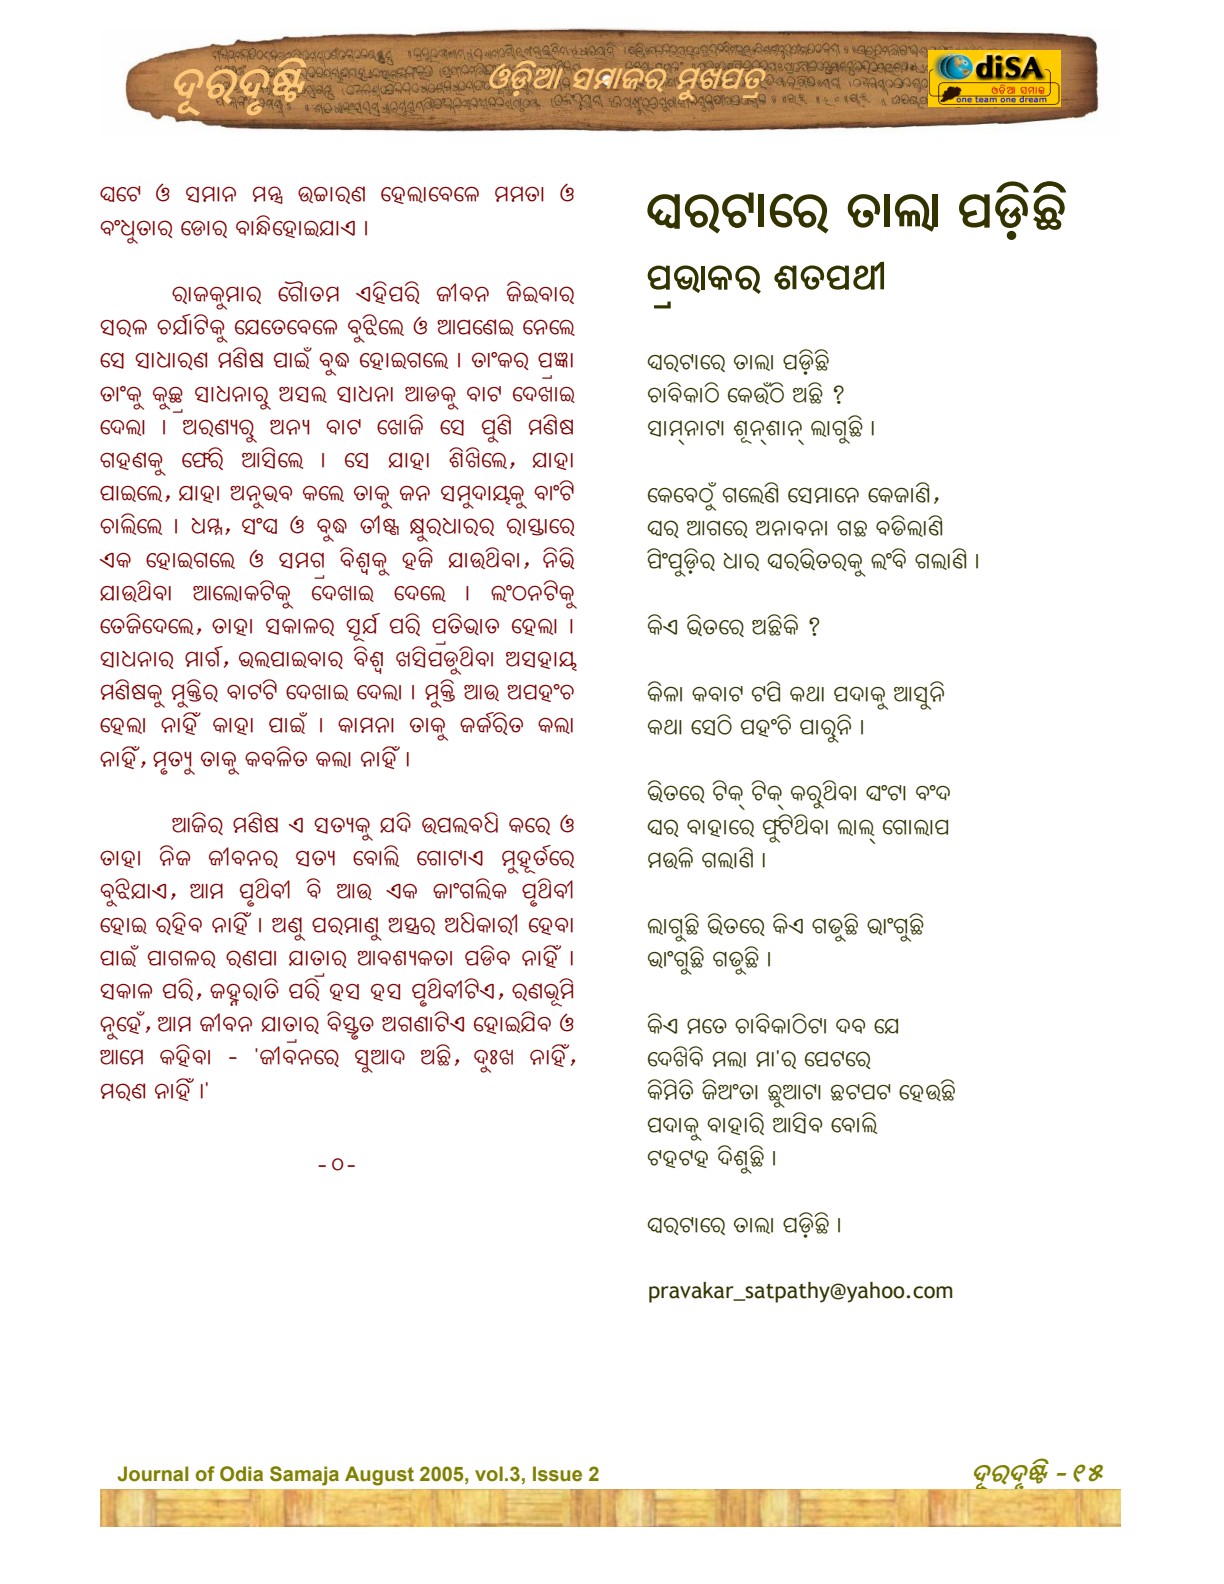 ଦୂରଦୃଷ୍ଟି
ଓଡ଼ିଆ ସମାଜର ମୁଖପତ୍ର
diSA
ଓଡ଼ିଆ ସମାଜ
one team one dream
ଘଟେ ଓ ସମାନ ମନ୍ତ୍ର ଉଚ୍ଚାରଣ ହେଲାବେଳେ ମମତା ଓ
ବଂଧୁତାର ଡୋର ବାନ୍ଧିହୋଇଯାଏ ।
ରାଜକୁମାର ଗୌତମ ଏହିପରି ଜୀବନ ଜିଇବାର
ସରଳ ଚର୍ଯାଟିକୁ ଯେତେବେଳେ ବୁଝିଲେ ଓ ଆପଣେଇ ନେଲେ
ସେ ସାଧାରଣ ମଣିଷ ପାଇଁ ବୁଦ୍ଧ ହୋଇଗଲେ । ତାଂକର ପ୍ରଜ୍ଞା
ତାଂକୁ କୁଚ୍ଛ୍ର ସାଧନାରୁ ଅସଲ ସାଧନା ଆଡକୁ ବାଟ ଦେଖାଇ
ଦେଲା । ଅରଣ୍ୟରୁ ଅନ୍ୟ ବାଟ ଖୋଜି ସେ ପୁଣି ମଣିଷ
ଗହଣକୁ ଫେରି ଆସିଲେ । ସେ ଯାହା ଶିଖିଲେ, ଯାହା
ପାଇଲେ, ଯାହା ଅନୁଭବ କଲେ ତାକୁ ଜନ ସମୁଦାୟକୁ ବାଂଟି
ଚାଲିଲେ । ଧମ୍ମ, ସଂଘ ଓ ବୁଦ୍ଧ ତୀଷ୍ଣ କ୍ଷୁରଧାରର ରାସ୍ତାରେ
ଏକ ହୋଇଗଲେ ଓ ସମଗ୍ର ବିଶ୍ୱକୁ ହଜି ଯାଉଥିବା, ନିଭି
ଯାଉଥିବା ଆଲୋକଟିକୁ ଦେଖାଇ ଦେଲେ । ଲଂଠନଟିକୁ
ତେଜିଦେଲେ, ତାହା ସକାଳର ସୂର୍ଯ ପରି ପ୍ରତିଭାତ ହେଲା ।
ସାଧନାର ମାର୍ଗ, ଭଲପାଇବାର ବିଶ୍ୱ ଖସିପଡୁଥିବା ଅସହାୟ
ମଣିଷକୁ ମୁକ୍ତିର ବାଟଟି ଦେଖାଇ ଦେଲା । ମୁକ୍ତି ଆଉ ଅପହଂଚ
ହେଲା ନାହିଁ କାହା ପାଇଁ । କାମନା ତାକୁ ଜର୍ଜରିତ କଲା
ନାହିଁ, ମୃତ୍ୟୁ ତାକୁ କବଳିତ କଲା ନାହିଁ ।
ଆଜିର ମଣିଷ ଏ ସତ୍ୟକୁ ଯଦି ଉପଲବଧି କରେ ଓ
ତାହା ନିଜ ଜୀବନର ସତ୍ୟ ବୋଲି ଗୋଟାଏ ମୁହୂର୍ତରେ
ବୁଝିଯାଏ, ଆମ ପୃଥିବୀ ବି ଆଉ ଏକ ଜାଂଗଲିକ ପୃଥିବୀ
ହୋଇ ରହିବ ନାହିଁ । ଅଣୁ ପରମାଣୁ ଅସ୍ତ୍ରର ଅଧିକାରୀ ହେବା
ପାଇଁ ପାଗଳର ରଣପା ଯାତ୍ରାର ଆବଶ୍ୟକତା ପଡିବ ନାହିଁ ।
ସକାଳ ପରି, ଜହ୍ନରାତି ପରି ହସ ହସ ପୃଥିବୀଟିଏ, ରଣଭୂମି
ନୁହେଁ, ଆମ ଜୀବନ ଯାତ୍ରାର ବିସ୍ତୃତ ଅଗଣାଟିଏ ହୋଇଯିବ ଓ
ଆମେ କହିବା - 'ଜୀବନରେ ସୁଆଦ ଅଛି, ଦୁଃଖ ନାହିଁ,
ମରଣ ନାହିଁ ।'
-୦-
ଘରଟାରେ ତାଲା ପଡ଼ିଛି
ପ୍ରଭାକର ଶତପଥୀ
ଘରଟାରେ ତାଲା ପଡ଼ିଛି
ଚାବିକାଠି କେଉଁଠି ଅଛି ?
ସାମ୍‌ନାଟା ଶୂନ୍‌ଶାନ୍ ଲାଗୁଛି ।
କେବେଠୁଁ ଗଲେଣି ସେମାନେ କେଜାଣି,
ଘର ଆଗରେ ଅନାବନା ଗଛ ବଡିଲାଣି
ପିଂପୁଡ଼ିର ଧାର ଘରଭିତରକୁ ଲଂବି ଗଲାଣି ।
କିଏ ଭିତରେ ଅଛିକି ?
କିଳା କବାଟ ଟପି କଥା ପଦାକୁ ଆସୁନି
କଥା ସେଠି ପହଂଚି ପାରୁନି ।
ଭିତରେ ଟିକ୍ ଟିକ୍ କରୁଥିବା ଘଂଟା ବଂଦ
ଘର ବାହାରେ ଫୁଟିଥିବା ଲାଲ୍ ଗୋଲାପ
ମଉଳି ଗଲାଣି ।
ଲାଗୁଛି ଭିତରେ କିଏ ଗଢୁଛି ଭାଂଗୁଛି
ଭାଂଗୁଛି ଗଢୁଛି ।
କିଏ ମତେ ଚାବିକାଠିଟା ଦବ ଯେ
ଦେଖିବି ମଲା ମା'ର ପେଟରେ
କିମିତି ଜିଅଂତା ଛୁଆଟା ଛଟପଟ ହେଉଛି
ପଦାକୁ ବାହାରି ଆସିବ ବୋଲି
ଟହଟହ ଦିଶୁଛି ।
ଘରଟାରେ ତାଲା ପଡ଼ିଛି ।
pravakar_satpathy@yahoo.com
Journal of Odia Samaja August 2005, vol.3, Issue 2
ଦୂରଦୃଷ୍ଟି - ୧୫